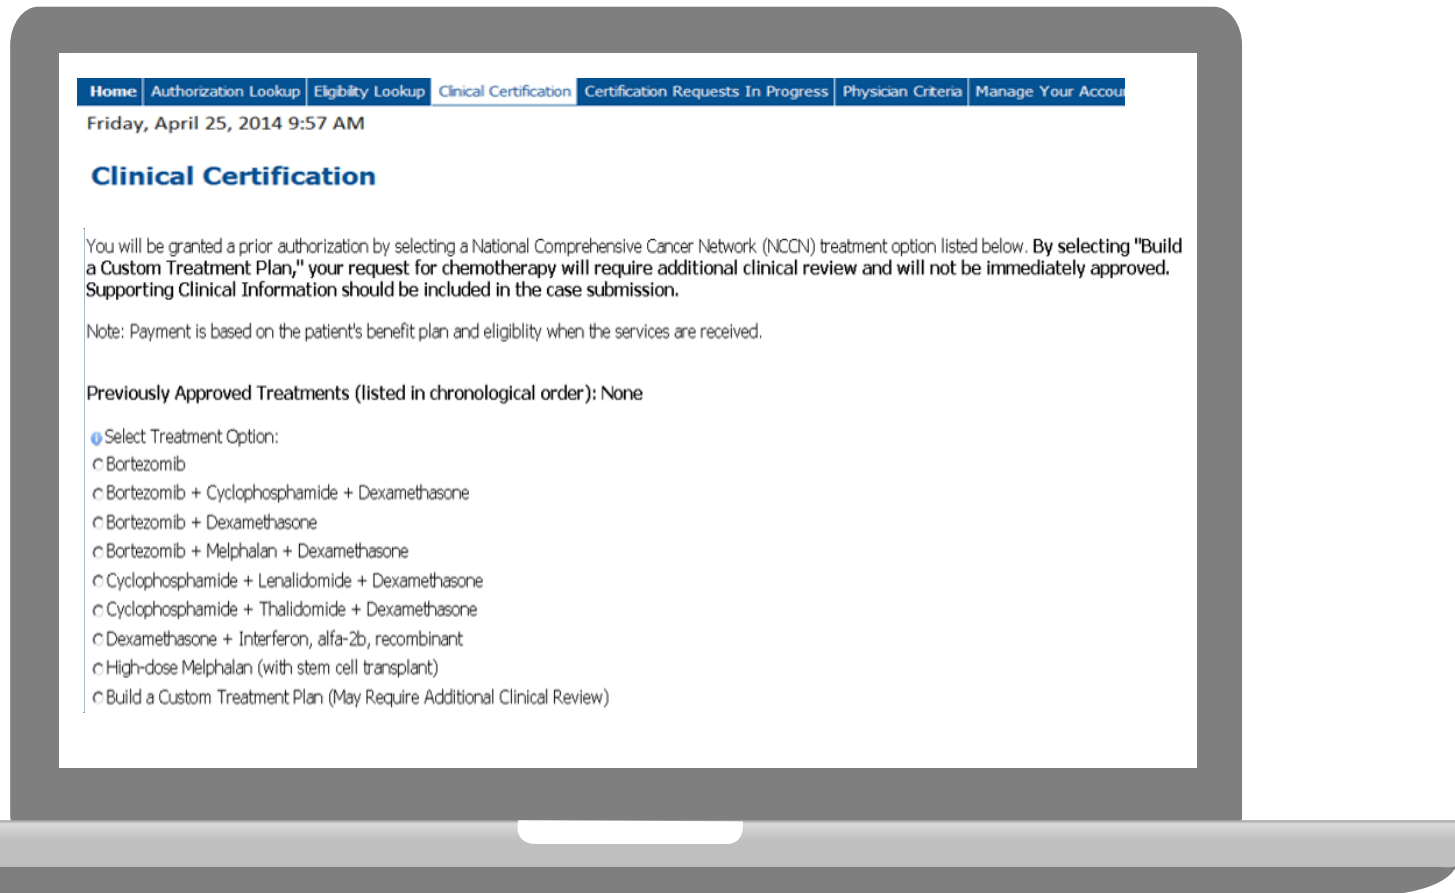 Home Authorization Lookup Eligibility Lookup Clinical Certification Certification Requests In Progress Physician Criteria Manage Your Accou
Friday, April 25, 2014 9:57 AM
Clinical Certification
You will be granted a prior authorization by selecting a National Comprehensive Cancer Network (NCCN) treatment option listed below. By selecting "Build
a Custom Treatment Plan," your request for chemotherapy will require additional clinical review and will not be immediately approved.
Supporting Clinical Information should be included in the case submission.
Note: Payment is based on the patient's benefit plan and eligiblity when the services are received.
Previously Approved Treatments (listed in chronological order): None
Select Treatment Option:
Bortezomib
Bortezomib + Cyclophosphamide + Dexamethasone
Bortezomib + Dexamethasone
Bortezomib + Melphalan + Dexamethasone
Cyclophosphamide + Lenalidomide + Dexamethasone
Cyclophosphamide + Thalidomide + Dexamethasone
Dexamethasone + Interferon, alfa-2b, recombinant
High-dose Melphalan (with stem cell transplant)
Build a Custom Treatment Plan (May Require Additional Clinical Review)